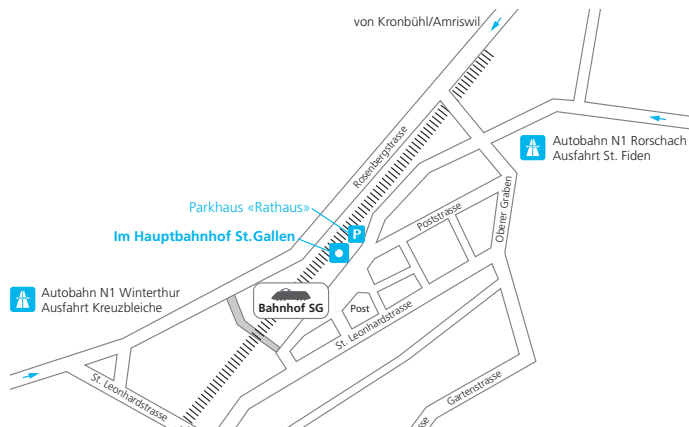 von Kronbühl/Amriswil
Rosenbergstrasse
Autobahn N1 Rorschach
Ausfahrt St. Fiden
Parkhaus «Rathaus»
P
Poststrasse
Oberer Graben
Im Hauptbahnhof St.Gallen
Autobahn N1 Winterthur
Ausfahrt Kreuzbleiche
Bahnhof SG
Post
St. Leonhardstrasse
St. Leonhardstrasse
Gartenstrasse